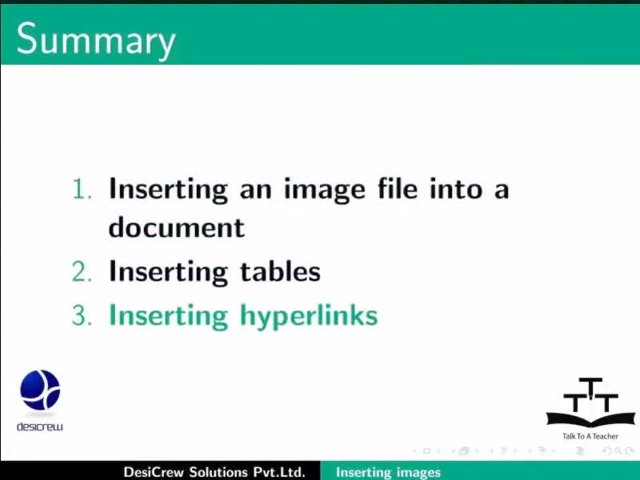 Summary
1. Inserting an image file into a
document
2. Inserting tables
3. Inserting hyperlinks
desicrew
TTT
Talk To A Teacher
DesiCrew Solutions Pvt.Ltd. Inserting images